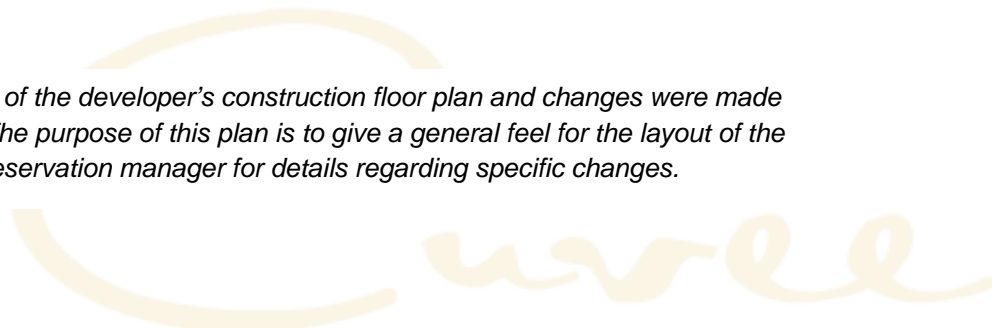 of the developer’s construction floor plan and changes were made
he purpose of this plan is to give a general feel for the layout of the
eservation manager for details regarding specific changes.
Cuvee